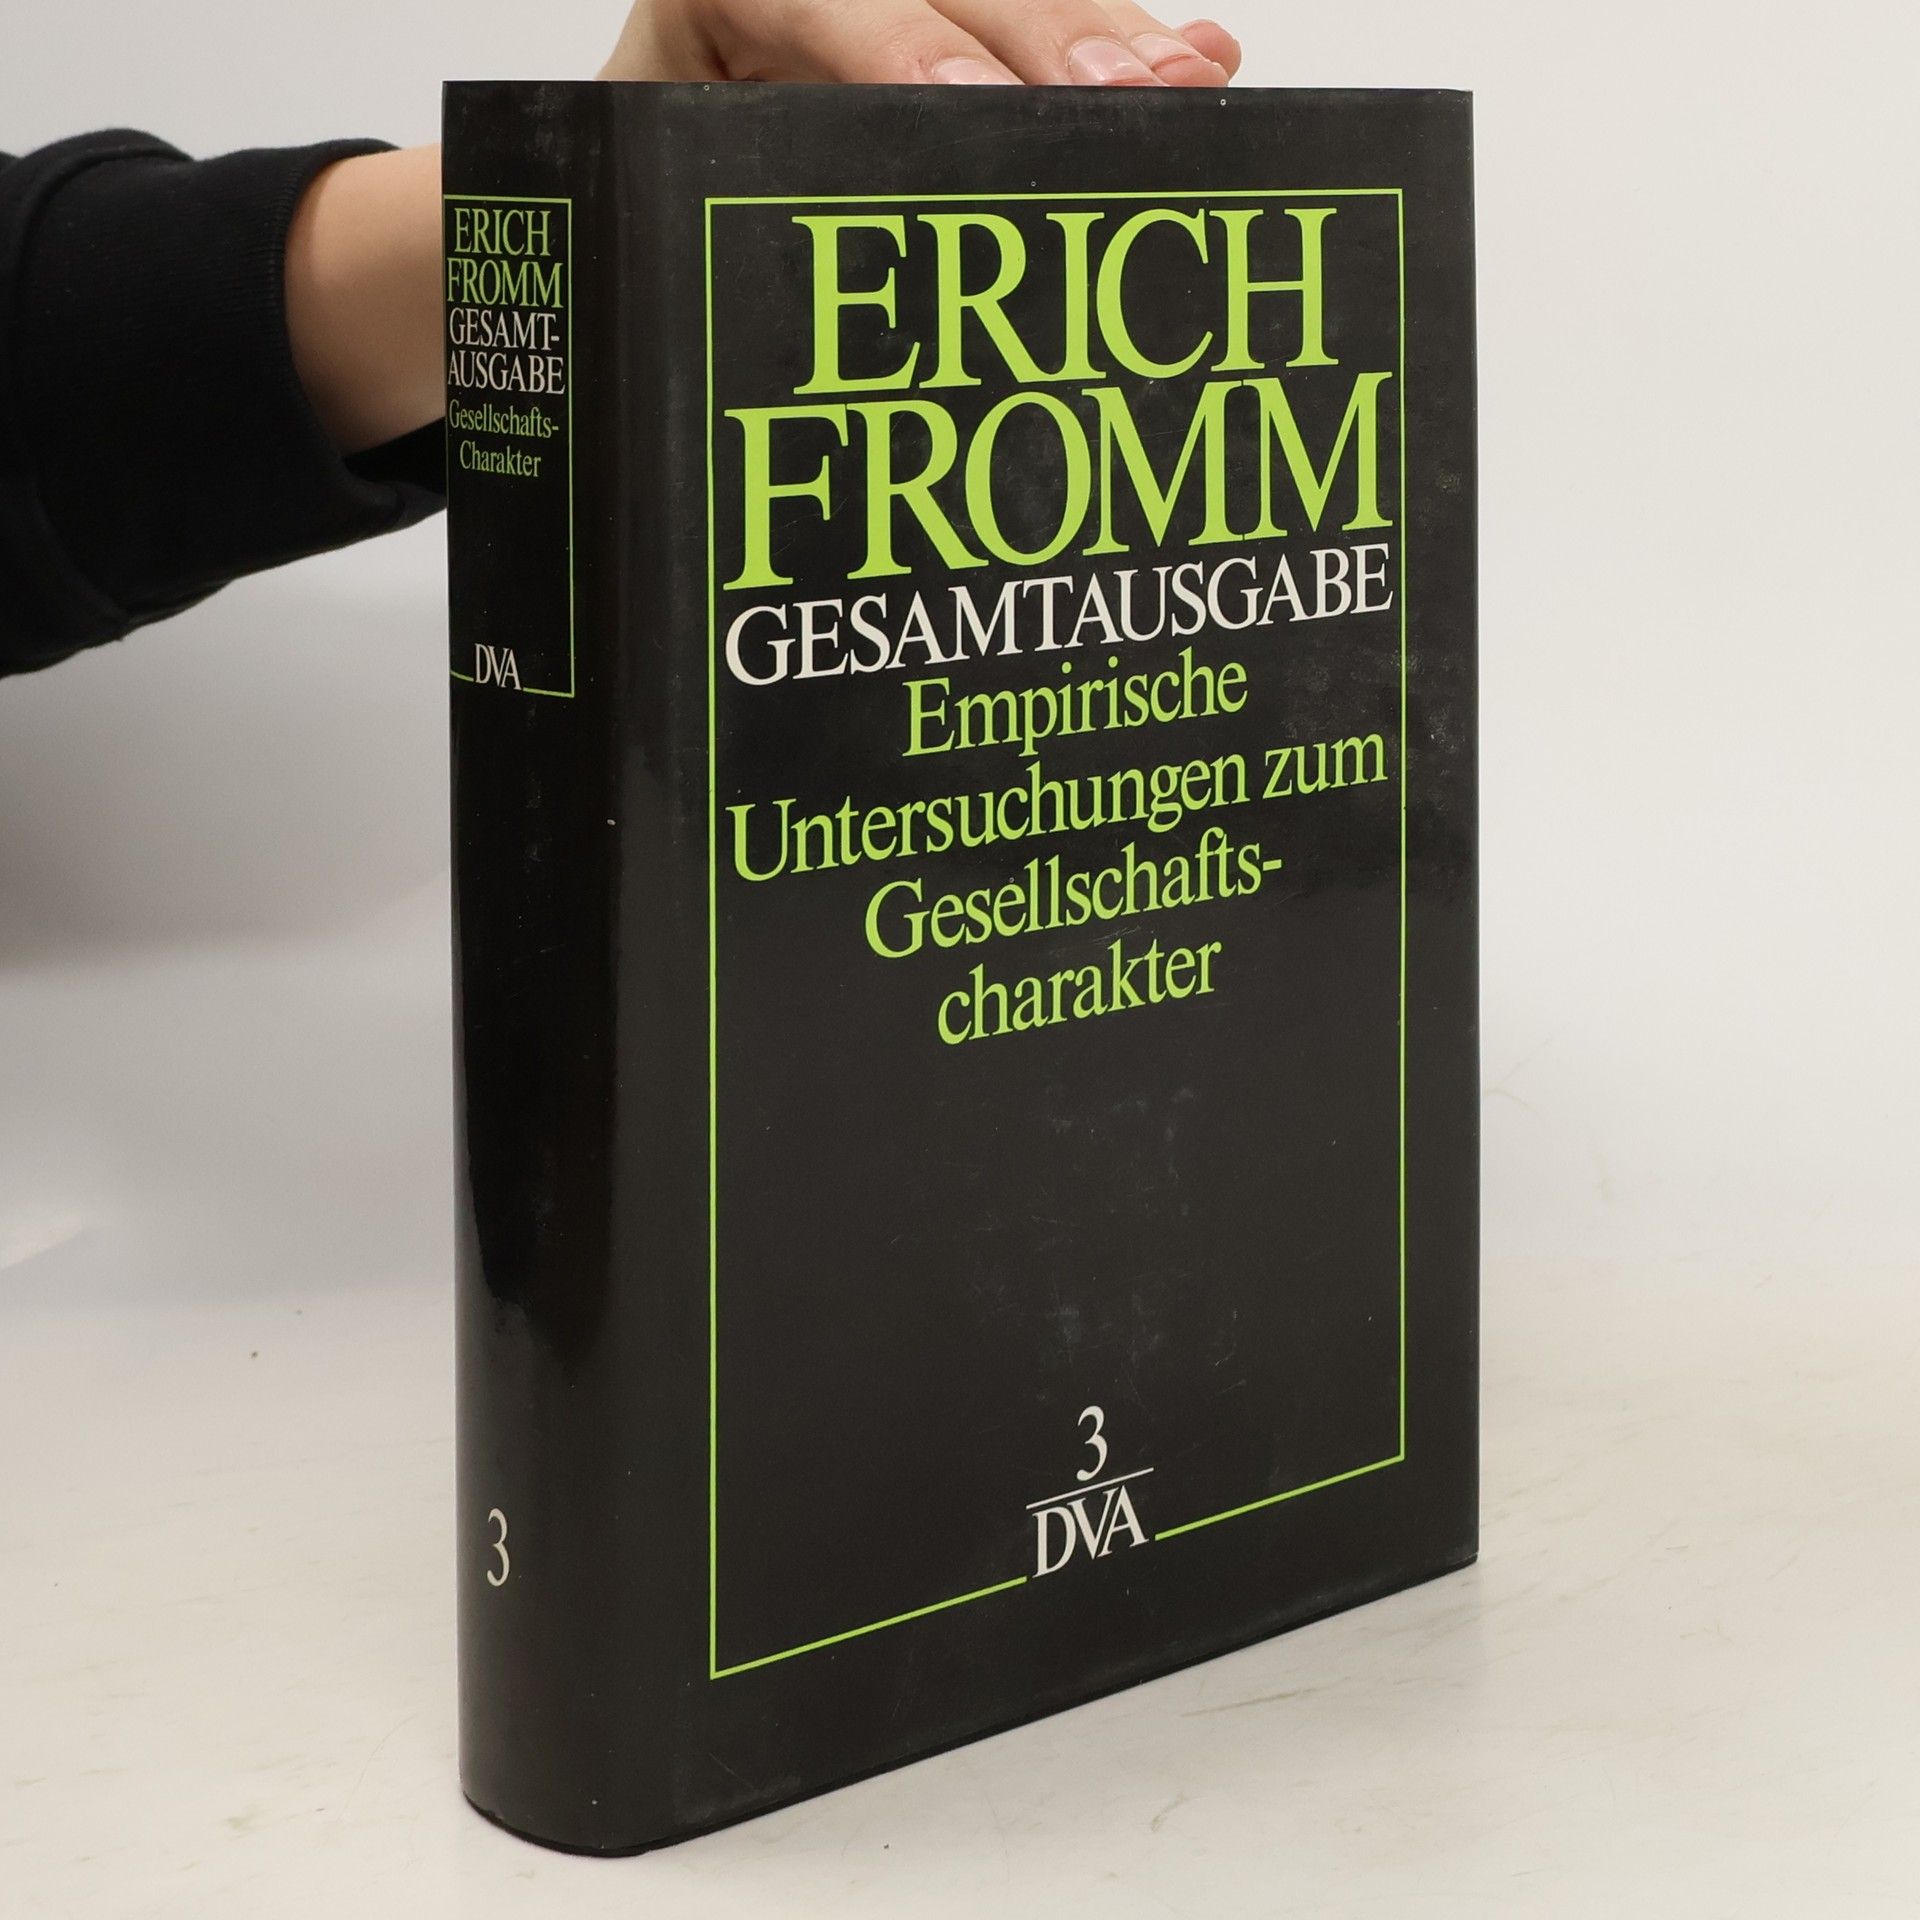 ERICH
FROMM
GESAMT-
AUSGABE
Gesellschafts-
Charakter
DVA
3
ERICH
FROMM
GESAMTAUSGABE
Empirische
Untersuchungen zum
Gesellschafts-
charakter
3
DVA